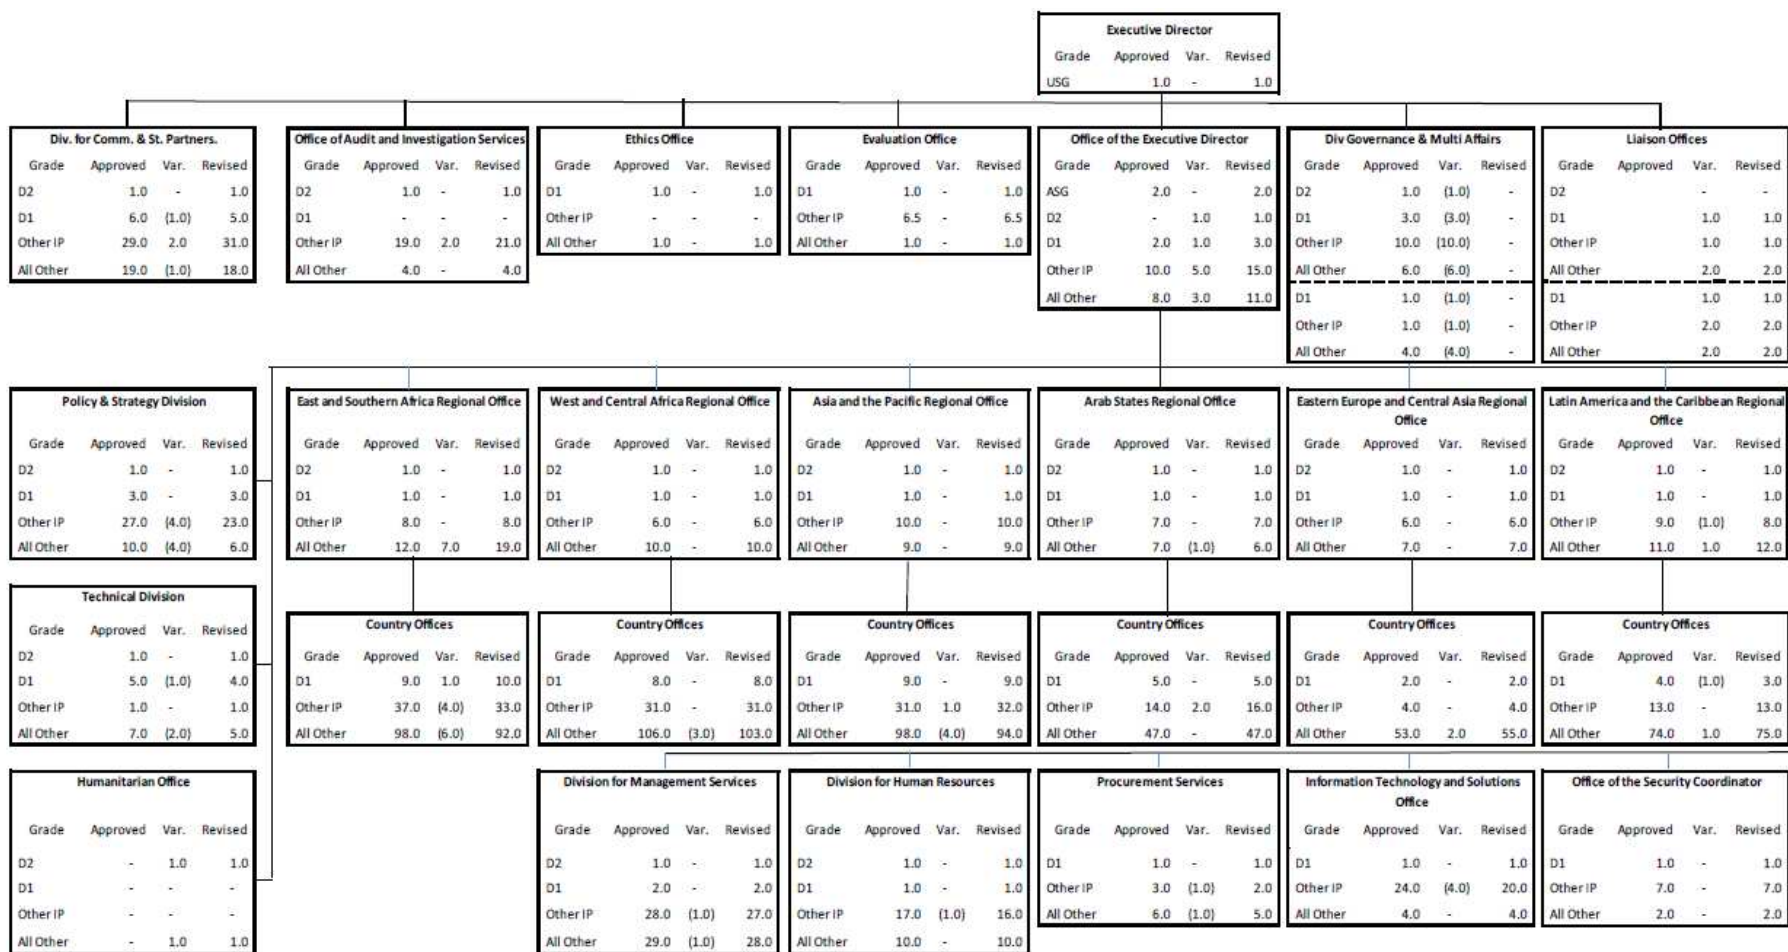 Executive Director
Grade Approved Var. Revised
USG 1.0 - 1.0
Div. for Comm. & St. Partners.
Grade Approved Var. Revised
D2 1.0 - 1.0
D1 6.0 (1.0) 5.0
Other IP 29.0 2.0 31.0
All Other 19.0 (1.0) 18.0
Office of Audit and Investigation Services
Grade Approved Var. Revised
D2 1.0 - 1.0
D1 - - -
Other IP 19.0 2.0 21.0
All Other 4.0 - 4.0
Ethics Office
Grade Approved Var. Revised
D1 1.0 - 1.0
Other IP - - -
All Other 1.0 - 1.0
Evaluation Office
Grade Approved Var. Revised
D1 1.0 - 1.0
Other IP 6.5 - 6.5
All Other 1.0 - 1.0
Office of the Executive Director
Grade Approved Var. Revised
ASG 2.0 - 2.0
D2 - 1.0 1.0
D1 2.0 1.0 3.0
Other IP 10.0 5.0 15.0
All Other 8.0 3.0 11.0
Div Governance & Multi Affairs
Grade Approved Var. Revised
D2 1.0 (1.0) -
D1 3.0 (3.0) -
Other IP 10.0 (10.0) -
All Other 6.0 (6.0) -
D1 1.0 (1.0) -
Other IP 1.0 (1.0) -
All Other 4.0 (4.0) -
Liaison Offices
Grade Approved Var. Revised
D2 - -
D1 1.0 1.0
Other IP 1.0 1.0
All Other 2.0 2.0
D1 1.0 1.0
Other IP 2.0 2.0
All Other 2.0 2.0
Policy & Strategy Division
Grade Approved Var. Revised
D2 1.0 - 1.0
D1 3.0 - 3.0
Other IP 27.0 (4.0) 23.0
All Other 10.0 (4.0) 6.0
East and Southern Africa Regional Office
Grade Approved Var. Revised
D2 1.0 - 1.0
D1 1.0 - 1.0
Other IP 8.0 - 8.0
All Other 12.0 7.0 19.0
West and Central Africa Regional Office
Grade Approved Var. Revised
D2 1.0 - 1.0
D1 1.0 - 1.0
Other IP 6.0 - 6.0
All Other 10.0 - 10.0
Asia and the Pacific Regional Office
Grade Approved Var. Revised
D2 1.0 - 1.0
D1 1.0 - 1.0
Other IP 10.0 - 10.0
All Other 9.0 - 9.0
Arab States Regional Office
Grade Approved Var. Revised
D2 1.0 - 1.0
D1 1.0 - 1.0
Other IP 7.0 - 7.0
All Other 7.0 (1.0) 6.0
Eastern Europe and Central Asia Regional
Office
Grade Approved Var. Revised
D2 1.0 - 1.0
D1 1.0 - 1.0
Other IP 6.0 - 6.0
All Other 7.0 - 7.0
Latin America and the Caribbean Regional
Office
Grade Approved Var. Revised
D2 1.0 - 1.0
D1 1.0 - 1.0
Other IP 9.0 (1.0) 8.0
All Other 11.0 1.0 12.0
Technical Division
Grade Approved Var. Revised
D2 1.0 - 1.0
D1 5.0 (1.0) 4.0
Other IP 1.0 - 1.0
All Other 7.0 (2.0) 5.0
Country Offices
Grade Approved Var. Revised
D1 9.0 1.0 10.0
Other IP 37.0 (4.0) 33.0
All Other 98.0 (6.0) 92.0
Country Offices
Grade Approved Var. Revised
D1 8.0 - 8.0
Other IP 31.0 - 31.0
All Other 106.0 (3.0) 103.0
Country Offices
Grade Approved Var. Revised
D1 9.0 - 9.0
Other IP 31.0 1.0 32.0
All Other 98.0 (4.0) 94.0
Country Offices
Grade Approved Var. Revised
D1 5.0 - 5.0
Other IP 14.0 2.0 16.0
All Other 47.0 - 47.0
Country Offices
Grade Approved Var. Revised
D1 2.0 - 2.0
Other IP 4.0 - 4.0
All Other 53.0 2.0 55.0
Country Offices
Grade Approved Var. Revised
D1 4.0 (1.0) 3.0
Other IP 13.0 - 13.0
All Other 74.0 1.0 75.0
Humanitarian Office
Grade Approved Var. Revised
D2 - 1.0 1.0
D1 - - -
Other IP - - -
All Other - 1.0 1.0
Division for Management Services
Grade Approved Var. Revised
D2 1.0 - 1.0
D1 2.0 - 2.0
Other IP 28.0 (1.0) 27.0
All Other 29.0 (1.0) 28.0
Division for Human Resources
Grade Approved Var. Revised
D2 1.0 - 1.0
D1 1.0 - 1.0
Other IP 17.0 (1.0) 16.0
All Other 10.0 - 10.0
Procurement Services
Grade Approved Var. Revised
D1 1.0 - 1.0
Other IP 3.0 (1.0) 2.0
All Other 6.0 (1.0) 5.0
Information Technology and Solutions
Office
Grade Approved Var. Revised
D1 1.0 - 1.0
Other IP 24.0 (4.0) 20.0
All Other 4.0 - 4.0
Office of the Security Coordinator
Grade Approved Var. Revised
D1 1.0 - 1.0
Other IP 7.0 - 7.0
All Other 2.0 - 2.0